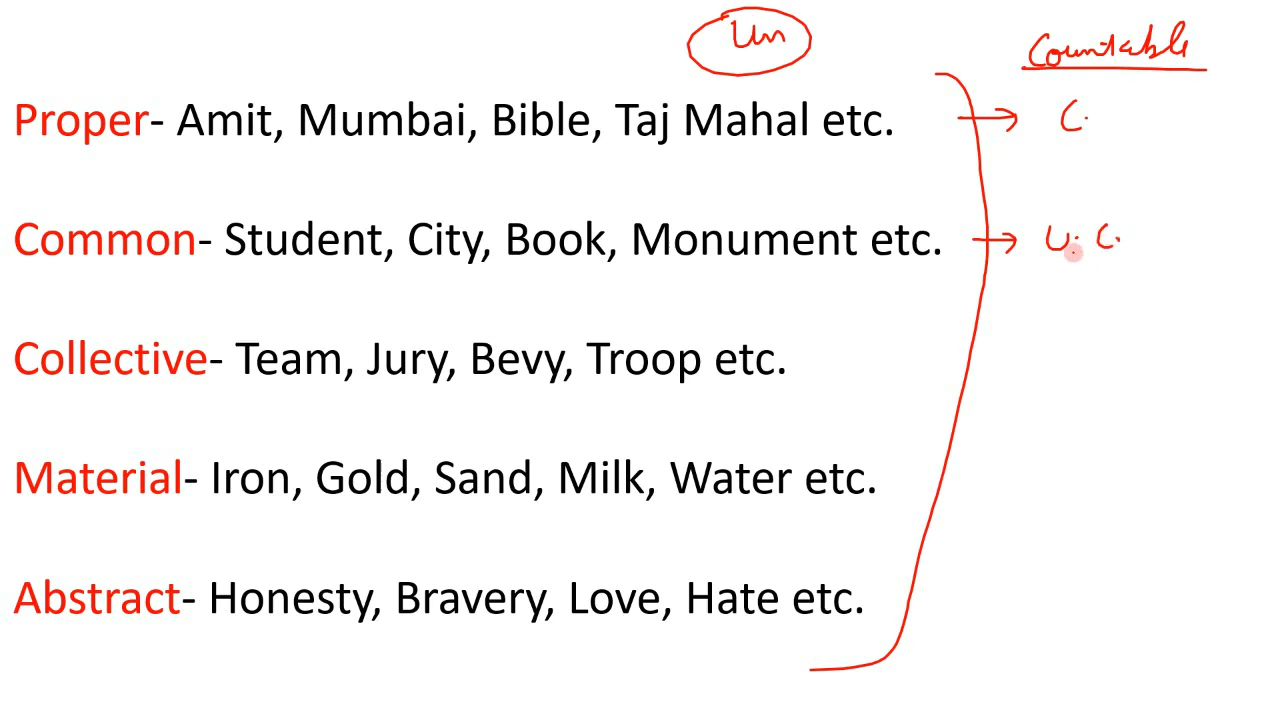 Un Countable
Proper- Amit, Mumbai, Bible, Taj Mahal etc. → C.
Common- Student, City, Book, Monument etc. → U. C.
Collective- Team, Jury, Bevy, Troop etc.
Material- Iron, Gold, Sand, Milk, Water etc.
Abstract- Honesty, Bravery, Love, Hate etc.